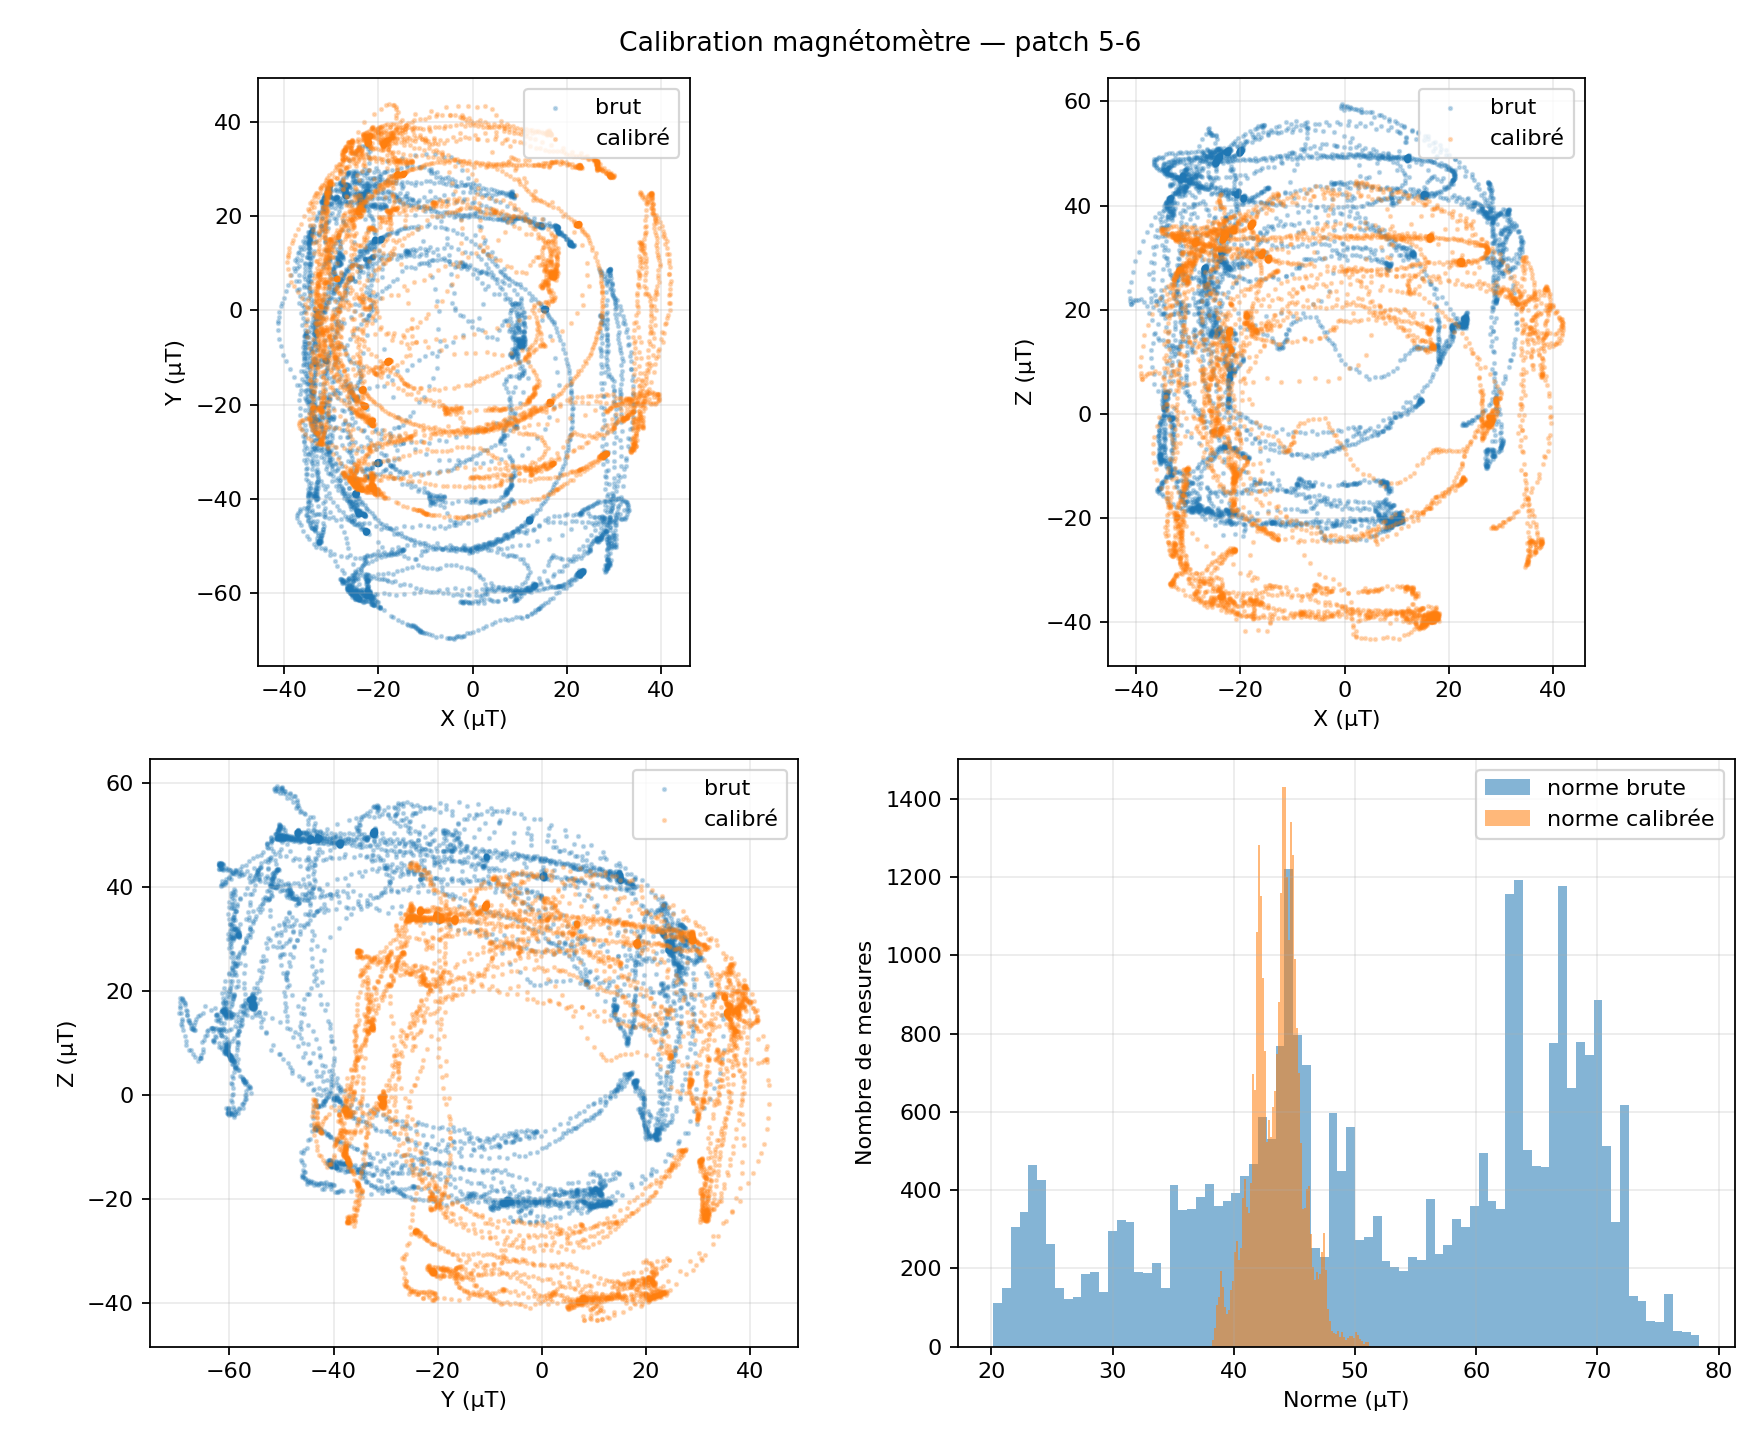 Calibration magnétomètre — patch 5-6
brut
calibré
40
20
0
−20
−40
−60
Y (µT)
−40 −20 0 20 40
X (µT)
brut
calibré
60
40
20
0
−20
−40
Z (µT)
−40 −20 0 20 40
X (µT)
brut
calibré
60
40
20
0
−20
−40
Z (µT)
−60 −40 −20 0 20 40
Y (µT)
norme brute
norme calibrée
1400
1200
1000
800
600
400
200
0
Nombre de mesures
20 30 40 50 60 70 80
Norme (µT)